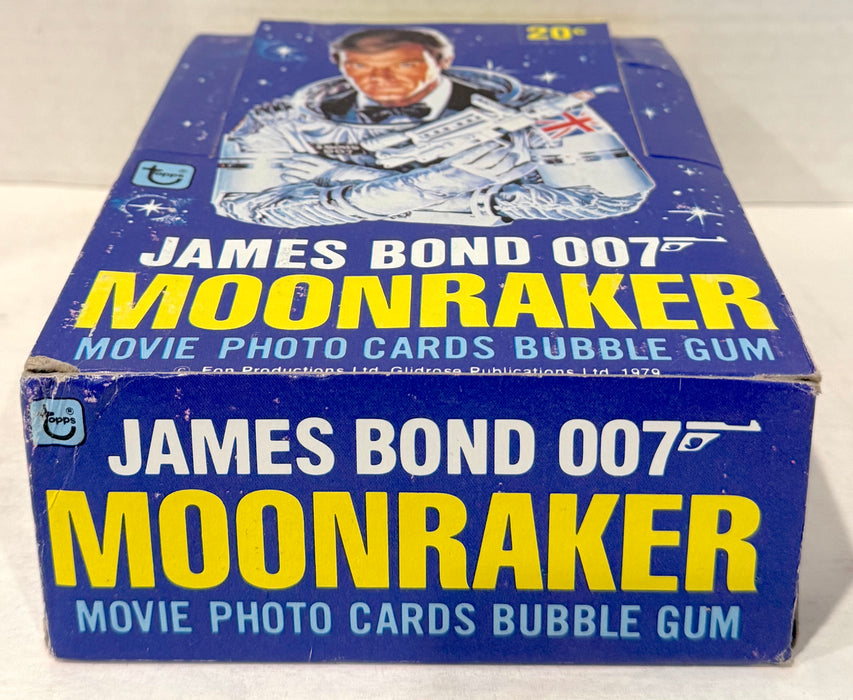 20¢
topps®
JAMES BOND 007
MOONRAKER
MOVIE PHOTO CARDS BUBBLE GUM
© Eon Productions Ltd. Glidrose Publications Ltd. 1979
topps®
JAMES BOND 007
MOONRAKER
MOVIE PHOTO CARDS BUBBLE GUM